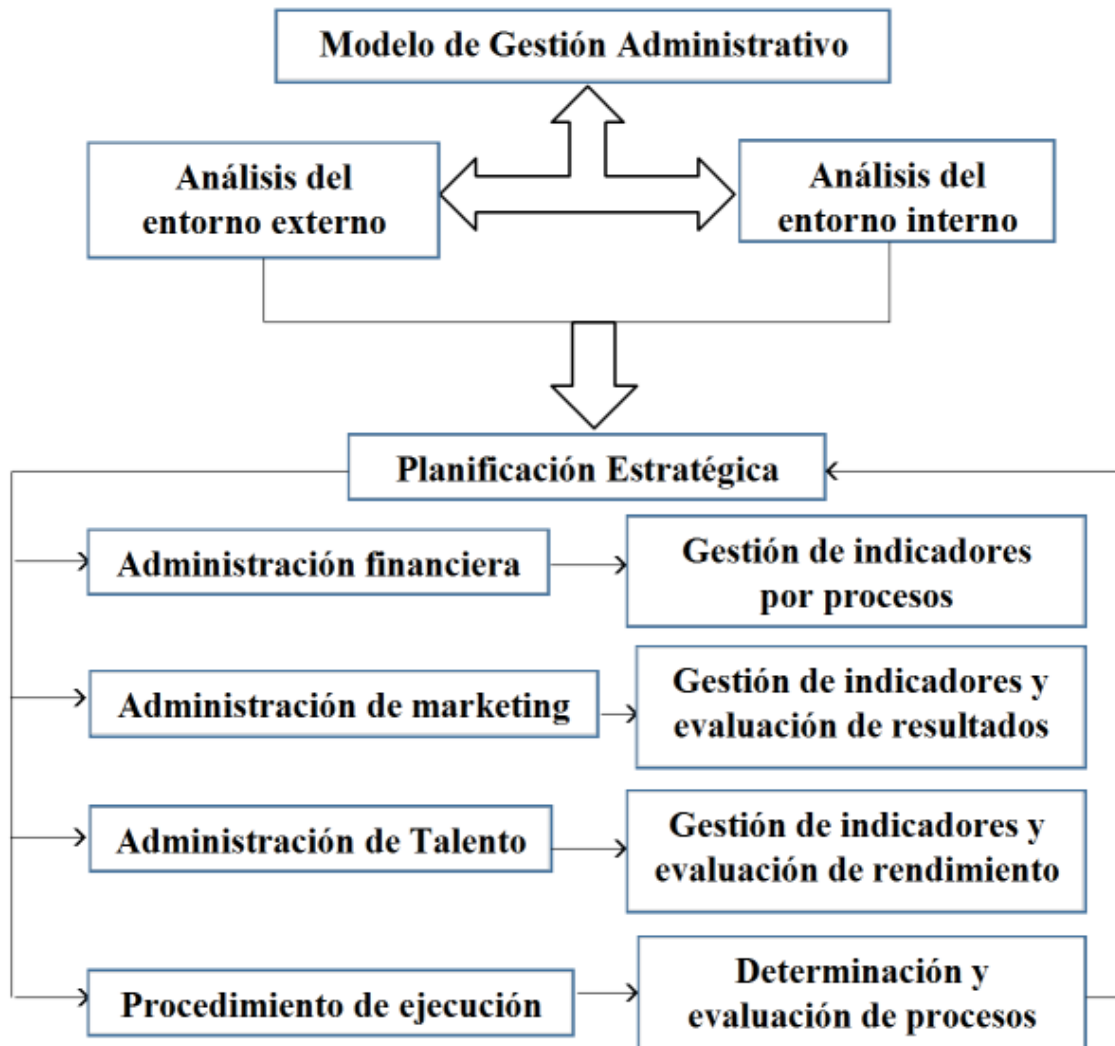 Modelo de Gestión Administrativo
Análisis del
entorno externo
Análisis del
entorno interno
Planificación Estratégica
Administración financiera
Gestión de indicadores
por procesos
Administración de marketing
Gestión de indicadores y
evaluación de resultados
Administración de Talento
Gestión de indicadores y
evaluación de rendimiento
Procedimiento de ejecución
Determinación y
evaluación de procesos